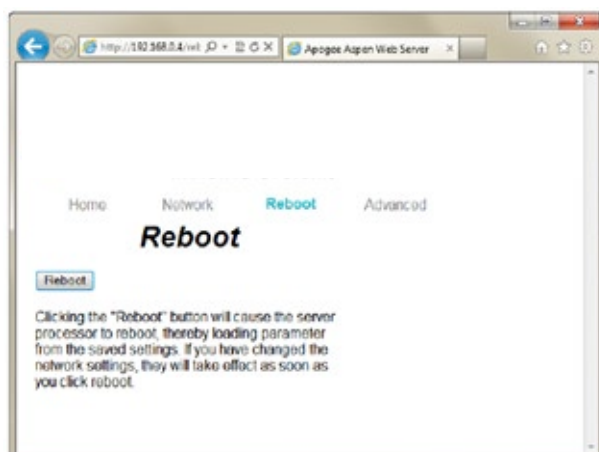 http://192.168.0.4/
Apogee Aspen Web Server
Home Network Reboot Advanced
Reboot
Reboot
Clicking the "Reboot" button will cause the server
processor to reboot, thereby loading parameter
from the saved settings. If you have changed the
network settings, they will take effect as soon as
you click reboot.